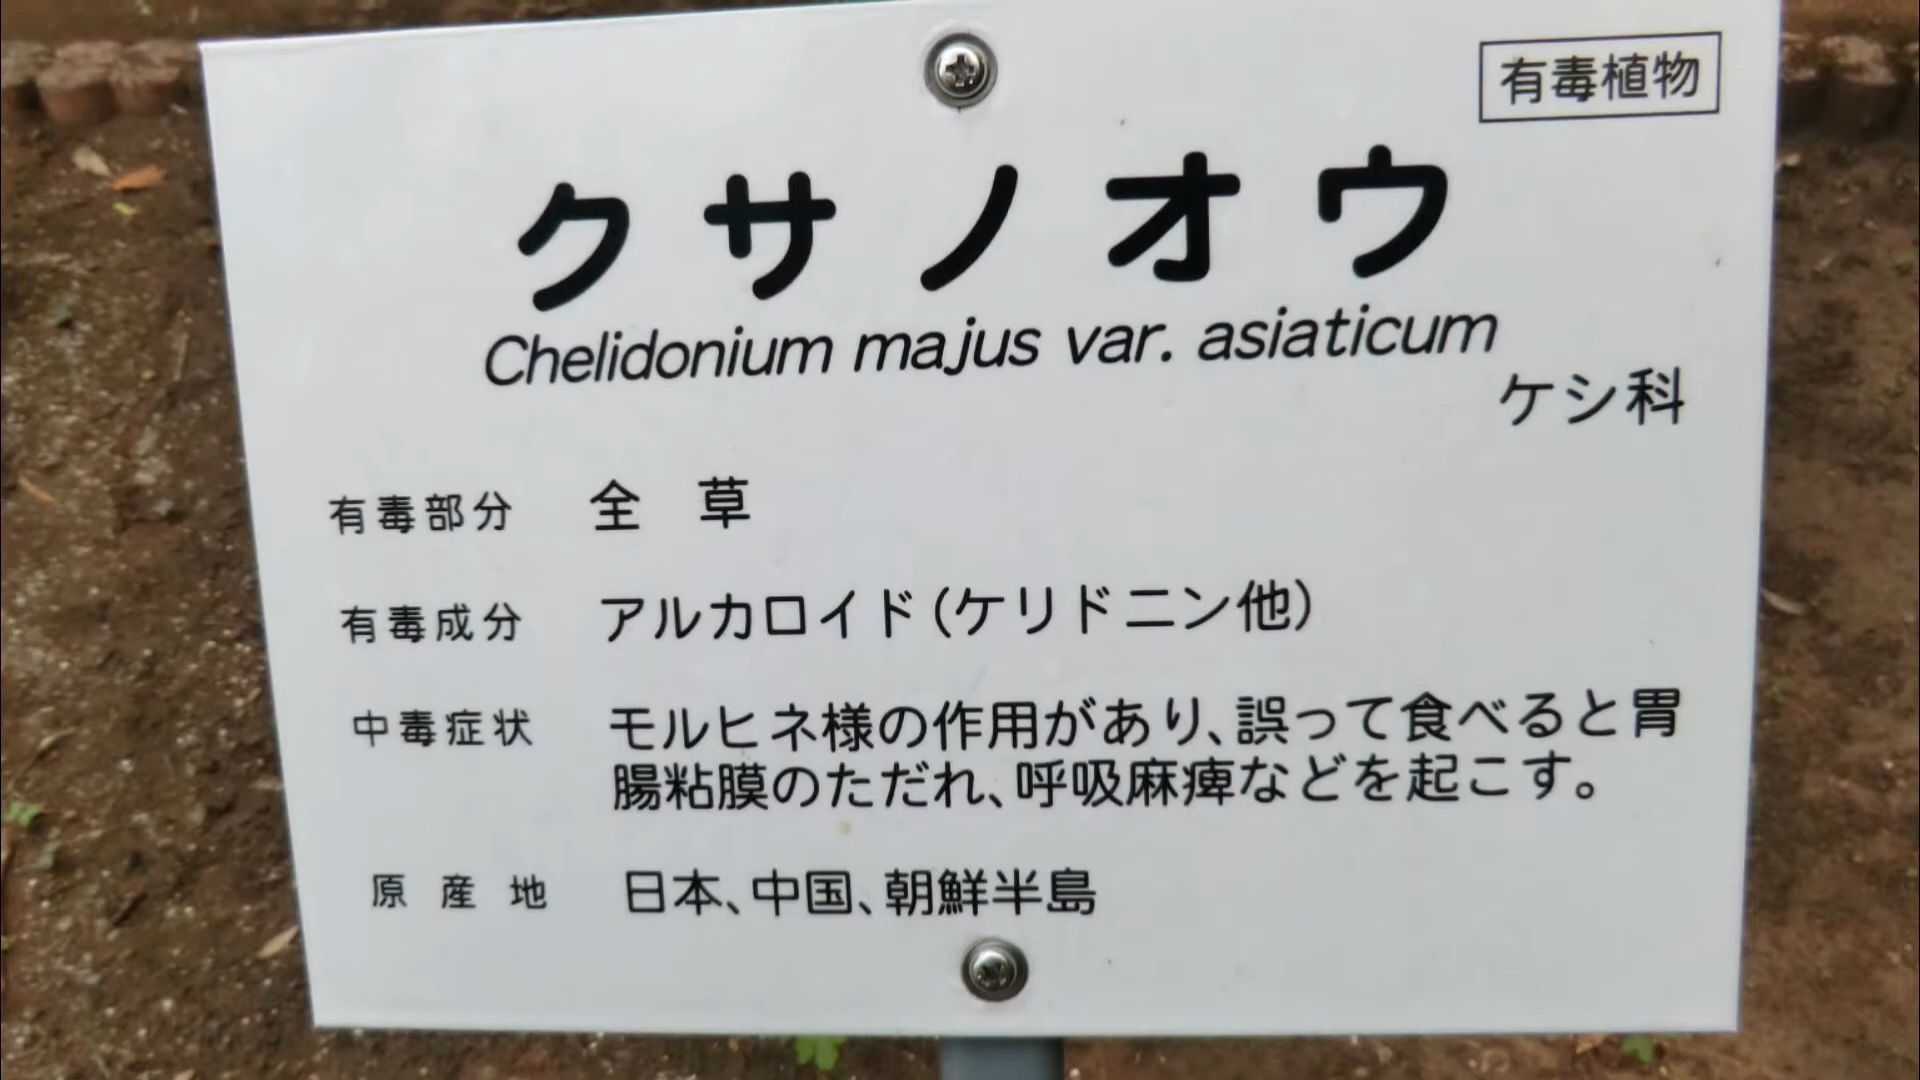 有毒植物
クサノオウ
Chelidonium majus var. asiaticum
ケシ科
有毒部分 全 草
有毒成分 アルカロイド(ケリドニン他)
中毒症状 モルヒネ様の作用があり、誤って食べると胃
腸粘膜のただれ、呼吸麻痺などを起こす。
原産地 日本、中国、朝鮮半島